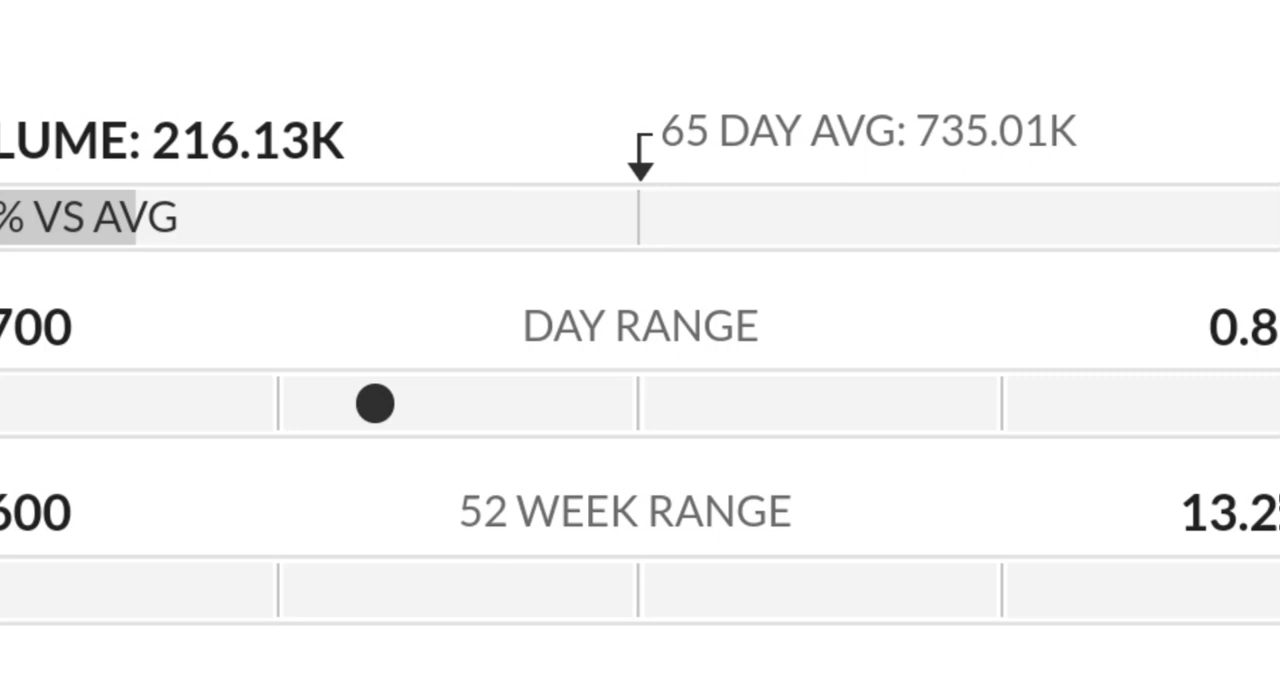 LUME: 216.13K
65 DAY AVG: 735.01K
% VS AVG
700 DAY RANGE 0.8
600 52 WEEK RANGE 13.2